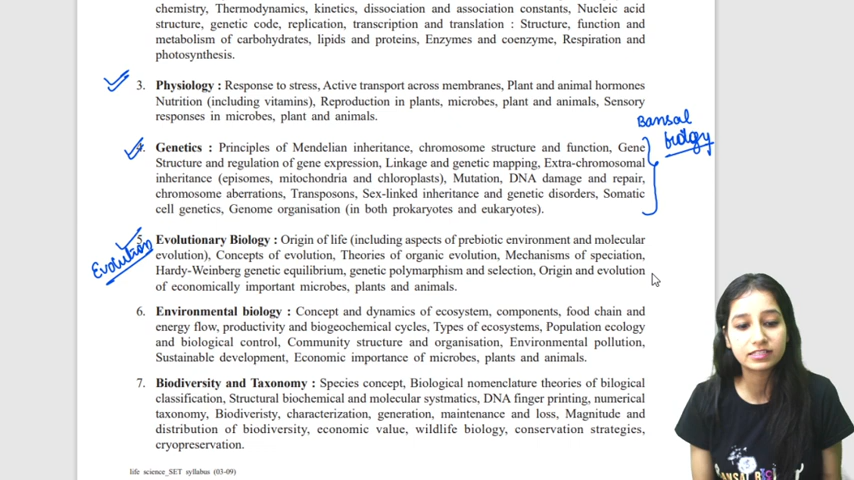 chemistry, Thermodynamics, kinetics, dissociation and association constants, Nucleic acid
structure, genetic code, replication, transcription and translation : Structure, function and
metabolism of carbohydrates, lipids and proteins, Enzymes and coenzyme, Respiration and
photosynthesis.
3. Physiology : Response to stress, Active transport across membranes, Plant and animal hormones
Nutrition (including vitamins), Reproduction in plants, microbes, plant and animals, Sensory
responses in microbes, plant and animals.
Bansal
biology
4. Genetics : Principles of Mendelian inheritance, chromosome structure and function, Gene
Structure and regulation of gene expression, Linkage and genetic mapping, Extra-chromosomal
inheritance (episomes, mitochondria and chloroplasts), Mutation, DNA damage and repair,
chromosome aberrations, Transposons, Sex-linked inheritance and genetic disorders, Somatic
cell genetics, Genome organisation (in both prokaryotes and eukaryotes).
Evolution
5. Evolutionary Biology : Origin of life (including aspects of prebiotic environment and molecular
evolution), Concepts of evolution, Theories of organic evolution, Mechanisms of speciation,
Hardy-Weinberg genetic equilibrium, genetic polymarphism and selection, Origin and evolution
of economically important microbes, plants and animals.
6. Environmental biology : Concept and dynamics of ecosystem, components, food chain and
energy flow, productivity and biogeochemical cycles, Types of ecosystems, Population ecology
and biological control, Community structure and organisation, Environmental pollution,
Sustainable development, Economic importance of microbes, plants and animals.
7. Biodiversity and Taxonomy : Species concept, Biological nomenclature theories of bilogical
classification, Structural biochemical and molecular systmatics, DNA finger printing, numerical
taxonomy, Biodiveristy, characterization, generation, maintenance and loss, Magnitude and
distribution of biodiversity, economic value, wildlife biology, conservation strategies,
cryopreservation.
life science_SET syllabus (03-09)